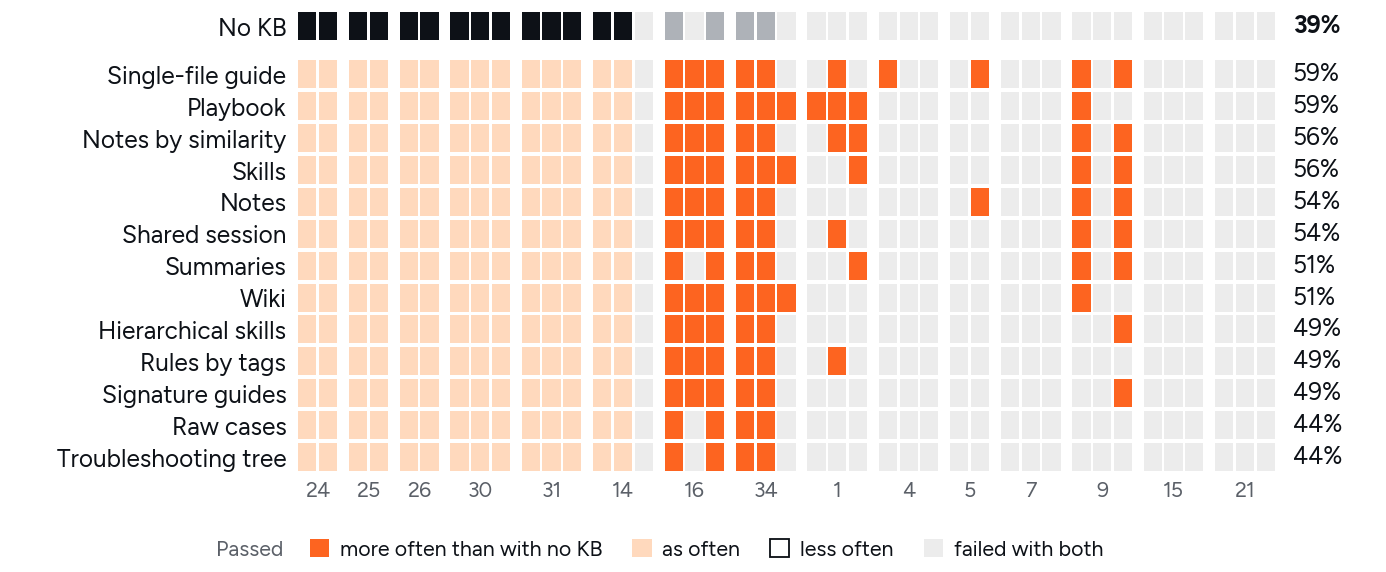 No KB 39%
Single-file guide 59%
Playbook 59%
Notes by similarity 56%
Skills 56%
Notes 54%
Shared session 54%
Summaries 51%
Wiki 51%
Hierarchical skills 49%
Rules by tags 49%
Signature guides 49%
Raw cases 44%
Troubleshooting tree 44%
24 25 26 30 31 14 16 34 1 4 5 7 9 15 21
Passed more often than with no KB as often less often failed with both